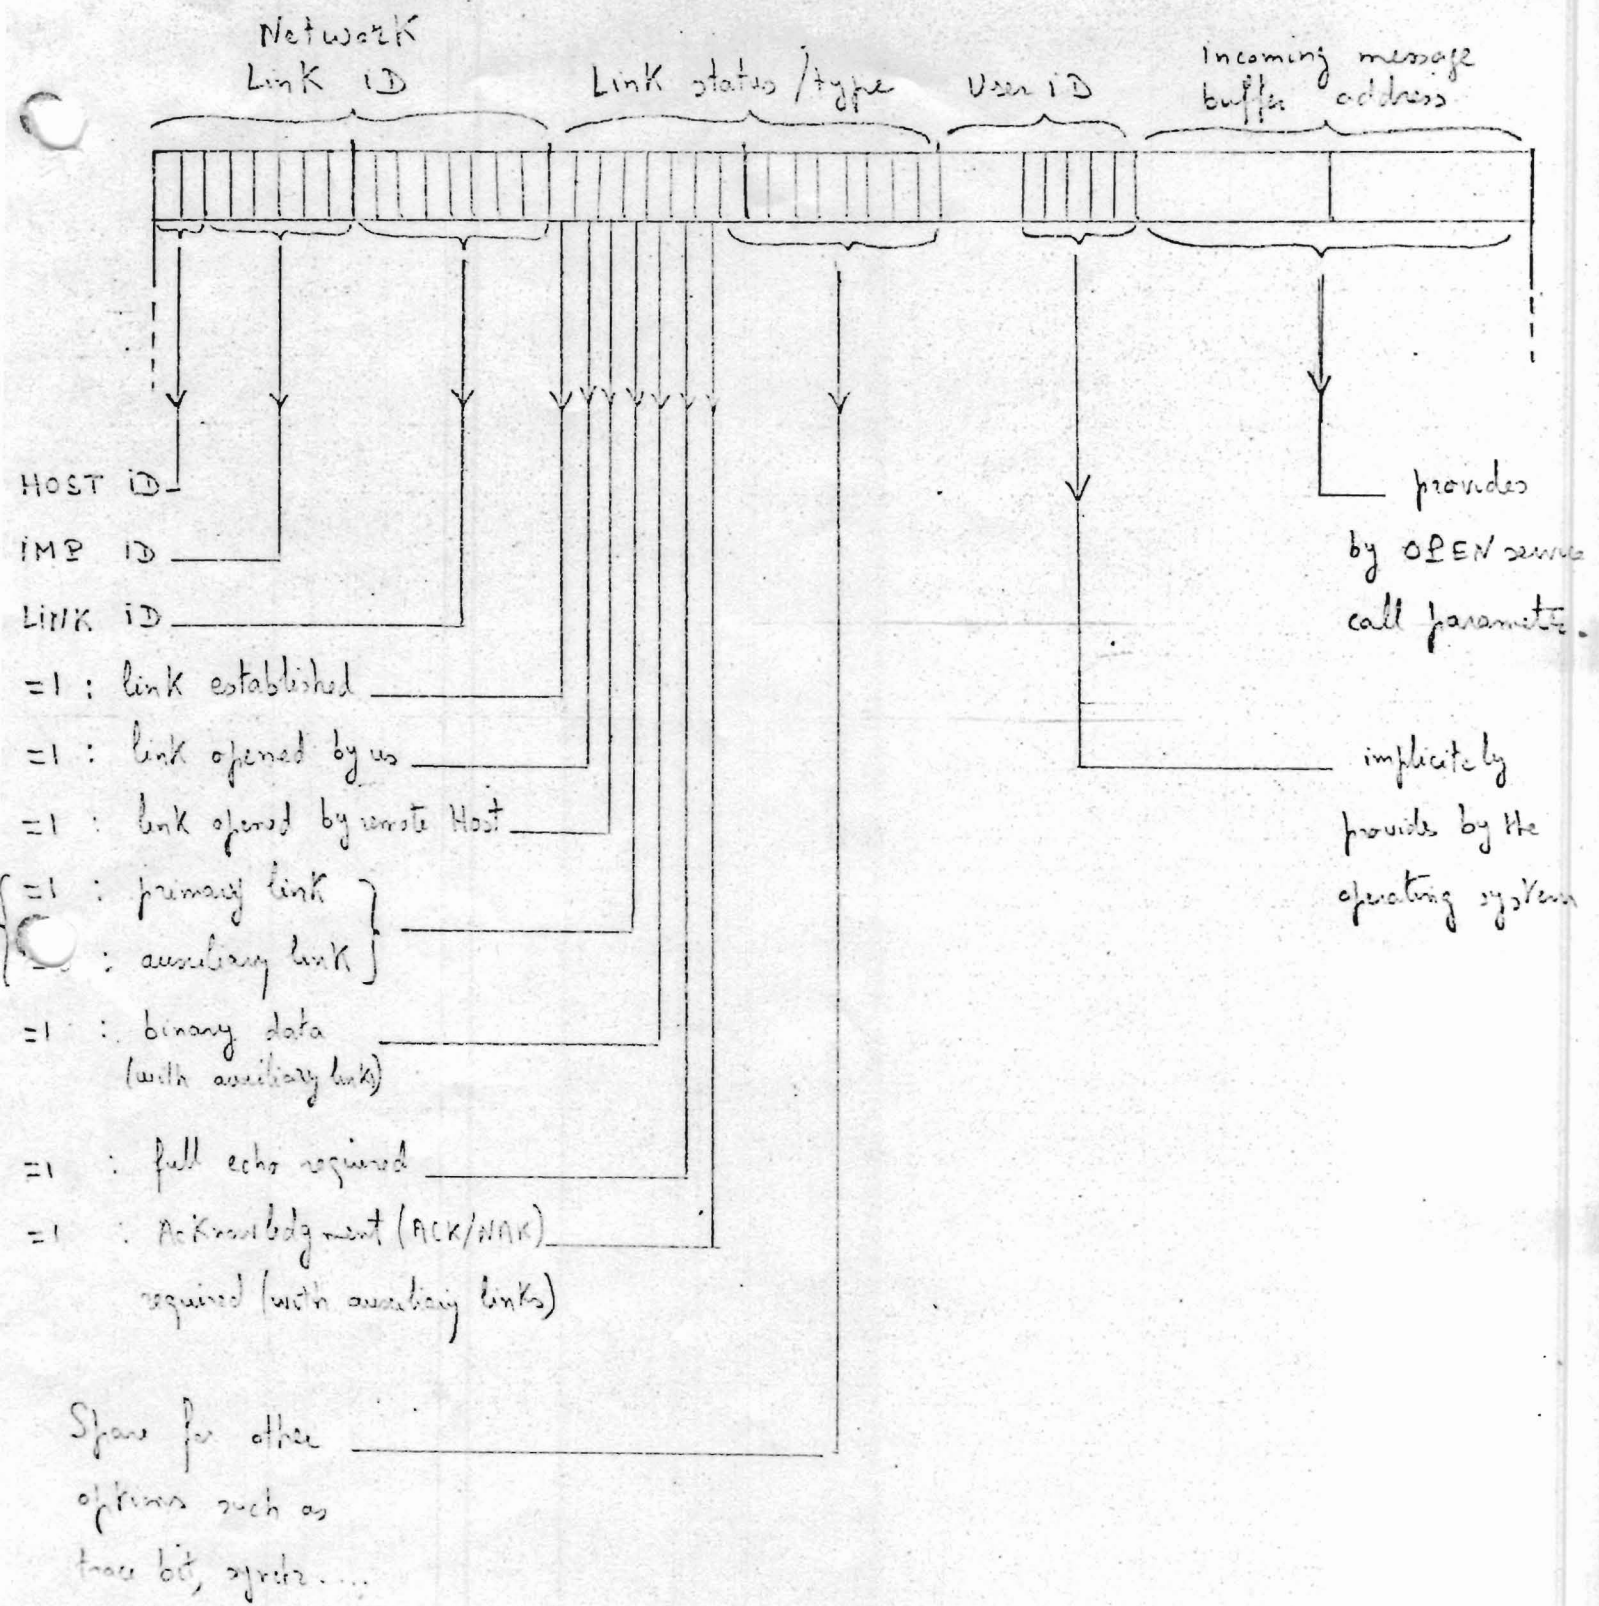 Network
Link iD
Link status/type
User iD
Incoming message
buffer address
HOST iD
iMP iD
LiNK iD
=1 : link established
=1 : link opened by us
=1 : link opened by remote Host
=1 : primary link
: auxiliary link
=1 : binary data
(with auxiliary links)
=1 : full echo required
=1 : Acknowledgment (ACK/NAK)
required (with auxiliary links)
Spare for other
options such as
trace bit,
provides
by OPEN service
call
implicitely
provides by the
operating system